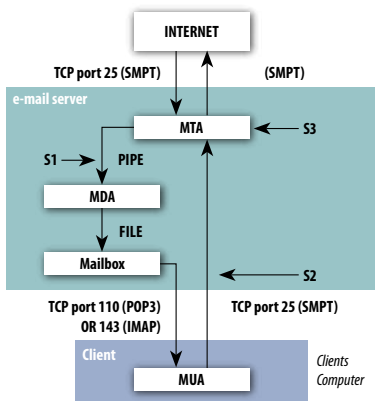 INTERNET
TCP port 25 (SMPT)
(SMPT)
e-mail server
MTA
S3
S1
PIPE
MDA
FILE
Mailbox
S2
TCP port 110 (POP3)
OR 143 (IMAP)
TCP port 25 (SMPT)
Client
MUA
Clients
Computer